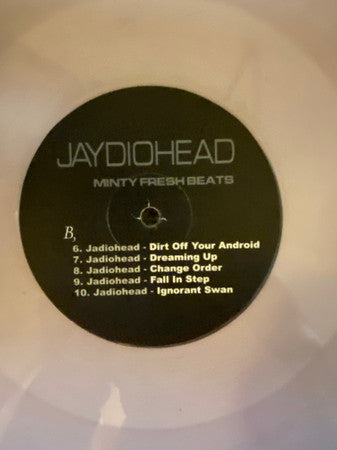 JAYDIOHEAD
MINTY FRESH BEATS
B,
6. Jadiohead - Dirt Off Your Android
7. Jadiohead - Dreaming Up
8. Jadiohead - Change Order
9. Jadiohead - Fall In Step
10. Jadiohead - Ignorant Swan